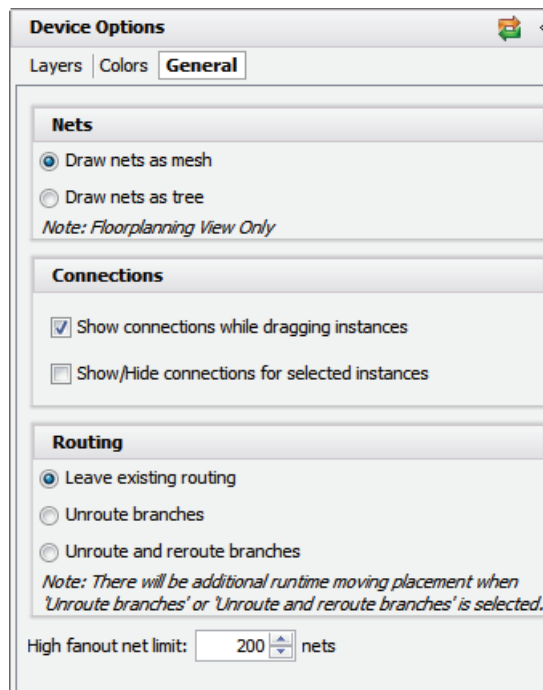 Device Options
Layers Colors General
Nets
Draw nets as mesh
Draw nets as tree
Note: Floorplanning View Only
Connections
Show connections while dragging instances
Show/Hide connections for selected instances
Routing
Leave existing routing
Unroute branches
Unroute and reroute branches
Note: There will be additional runtime moving placement when
'Unroute branches' or 'Unroute and reroute branches' is selected.
High fanout net limit: 200 nets